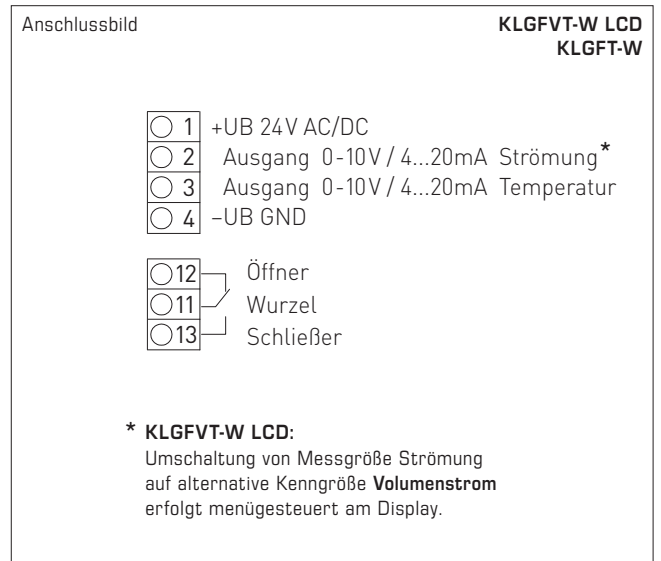 Anschlussbild KLGFVT-W LCD
KLGFT-W
1 +UB 24V AC/DC
2 Ausgang 0-10V / 4...20mA Strömung*
3 Ausgang 0-10V / 4...20mA Temperatur
4 –UB GND
12 Öffner
11 Wurzel
13 Schließer
* KLGFVT-W LCD:
Umschaltung von Messgröße Strömung
auf alternative Kenngröße Volumenstrom
erfolgt menügesteuert am Display.